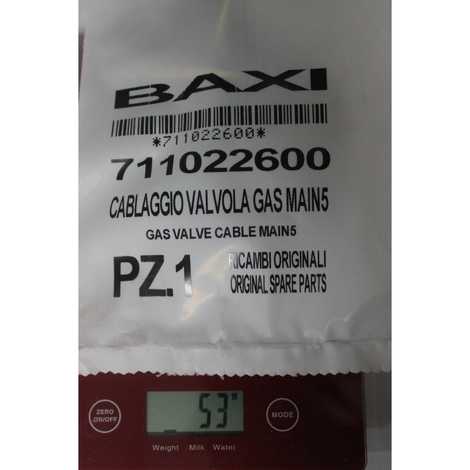 BAXI
*711022600*
711022600
CABLAGGIO VALVOLA GAS MAIN5
GAS VALVE CABLE MAIN5
PZ.1
RICAMBI ORIGINALI
ORIGINAL SPARE PARTS
ZERO
ON/OFF
53
MODE
Weight Milk Water